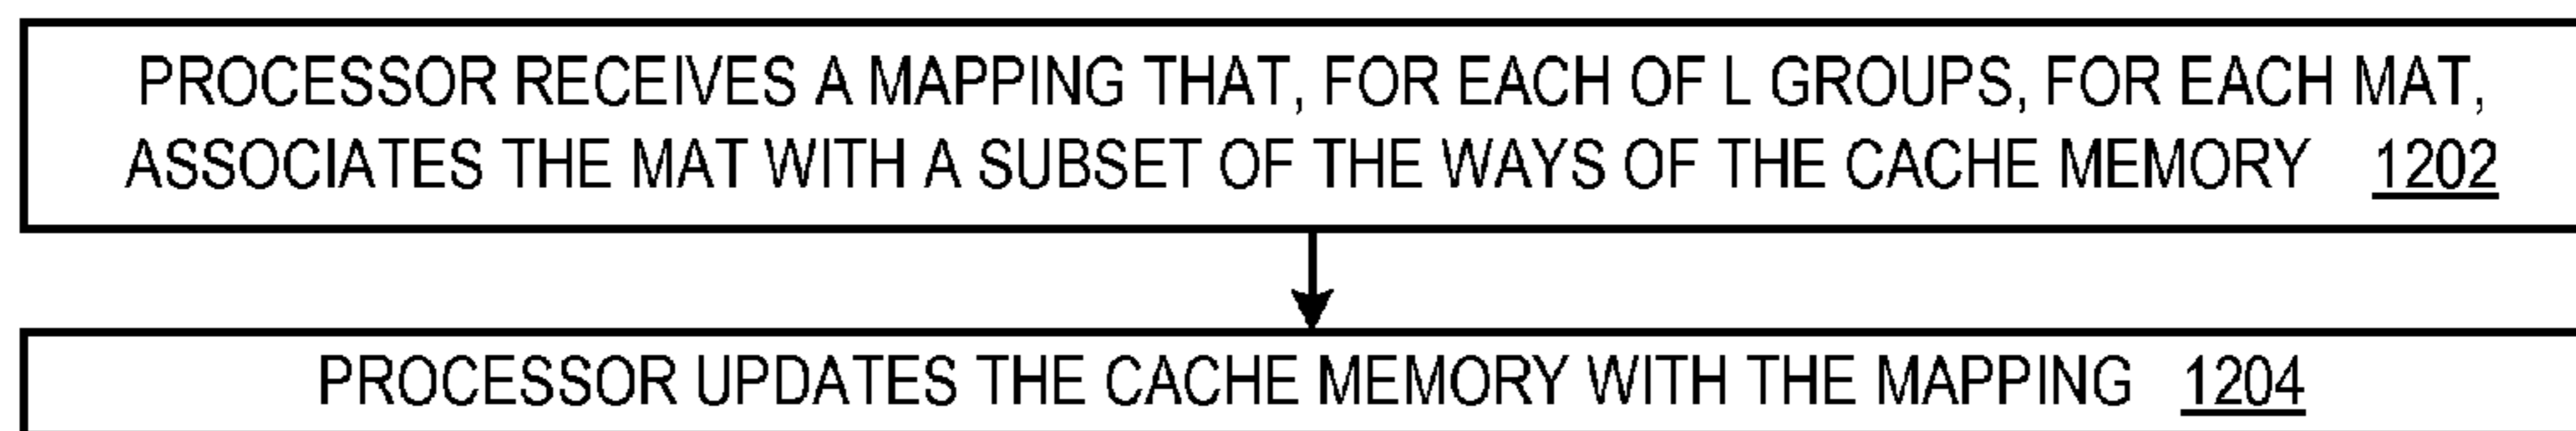 PROCESSOR RECEIVES A MAPPING THAT, FOR EACH OF L GROUPS, FOR EACH MAT,
ASSOCIATES THE MAT WITH A SUBSET OF THE WAYS OF THE CACHE MEMORY 1202
PROCESSOR UPDATES THE CACHE MEMORY WITH THE MAPPING 1204